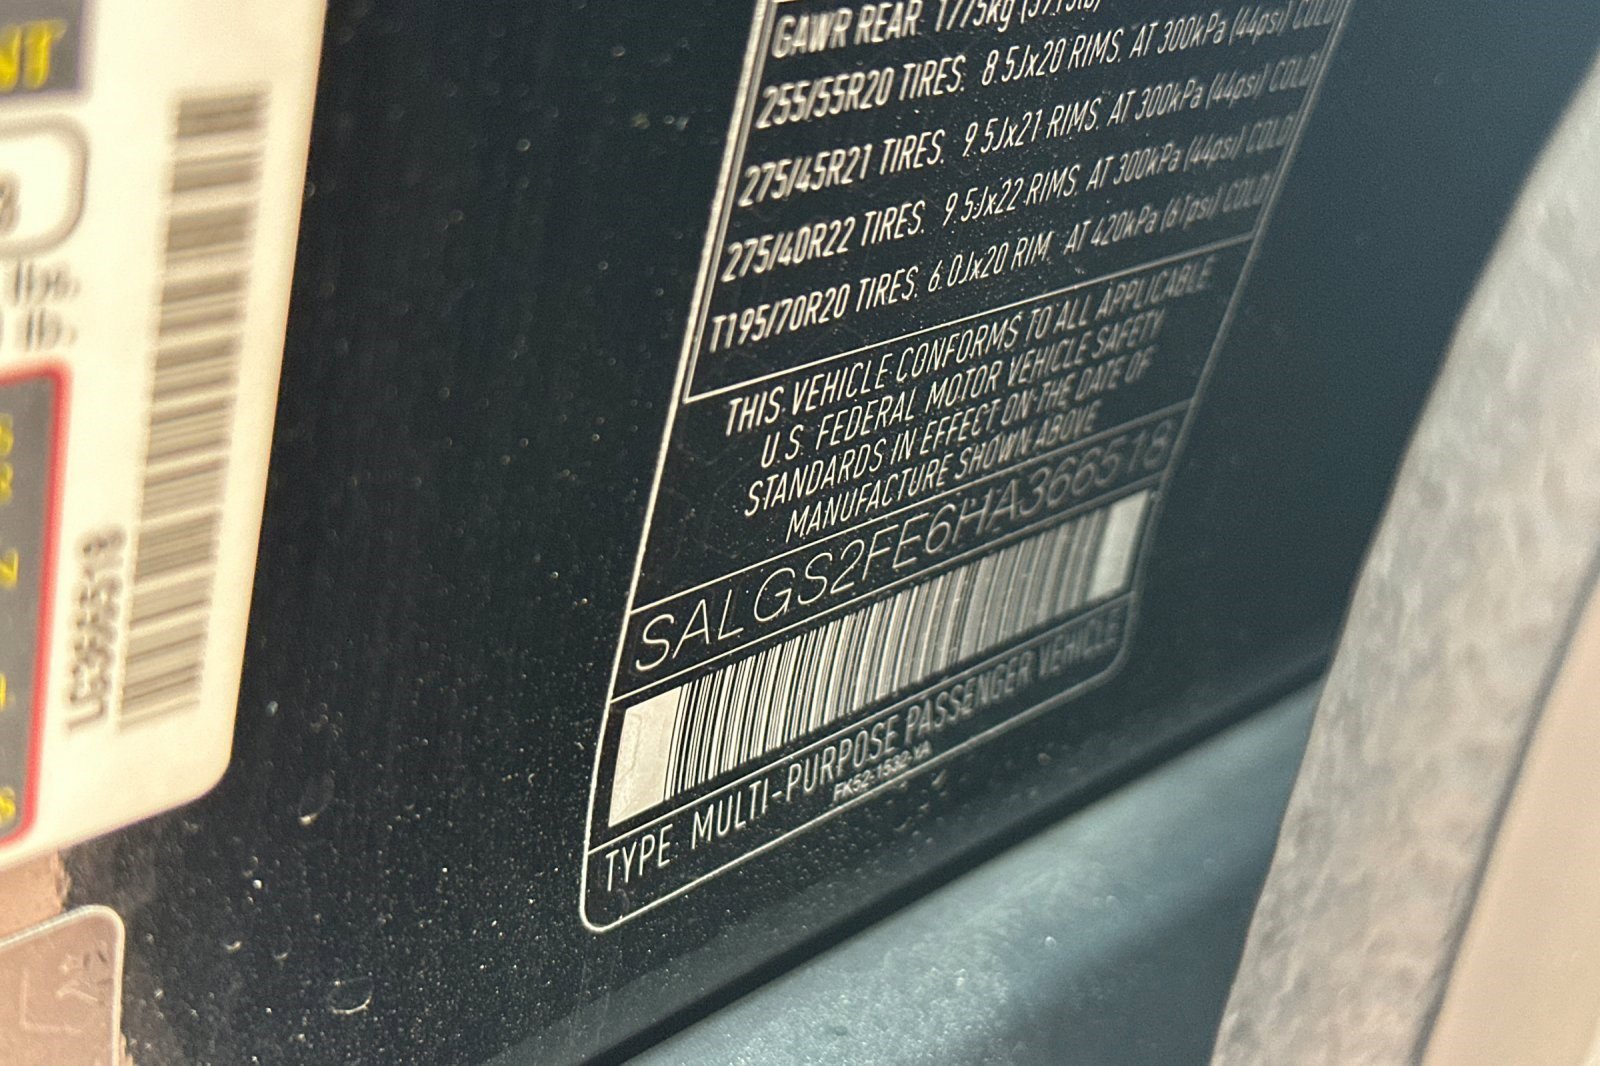 GAWR REAR 1775kg
255/55R20 TIRES. 8.5Jx20 RIMS. AT 300kPa (44psi) COLD
275/45R21 TIRES. 9.5Jx21 RIMS. AT 300kPa (44psi) COLD
275/40R22 TIRES. 9.5Jx22 RIMS. AT 300kPa (44psi) COLD
T195/70R20 TIRES. 6.0Jx20 RIM. AT 420kPa (61psi) COLD
THIS VEHICLE CONFORMS TO ALL APPLICABLE
U.S. FEDERAL MOTOR VEHICLE SAFETY
STANDARDS IN EFFECT ON THE DATE OF
MANUFACTURE SHOWN ABOVE
SALGS2FE6HA366518
TYPE MULTI-PURPOSE PASSENGER VEHICLE
FK52-1532-YA
NT
lbs.
lb.